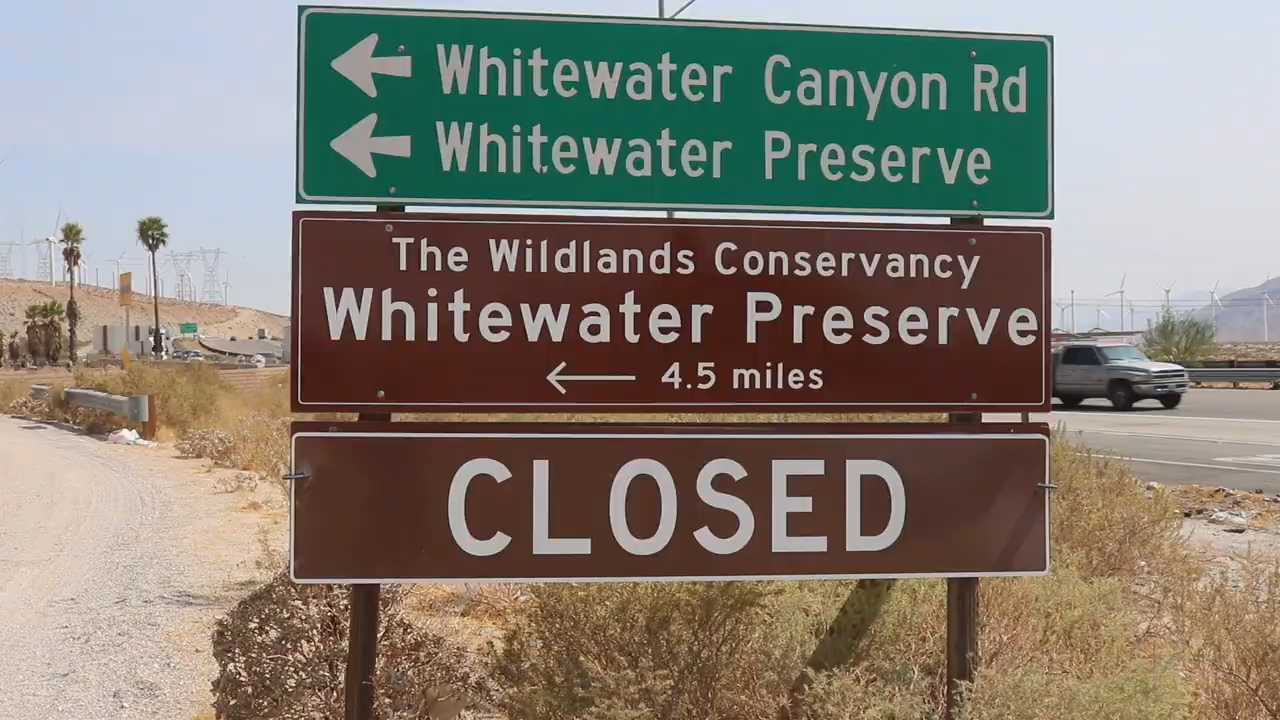 Whitewater Canyon Rd
Whitewater Preserve
The Wildlands Conservancy
Whitewater Preserve
4.5 miles
CLOSED